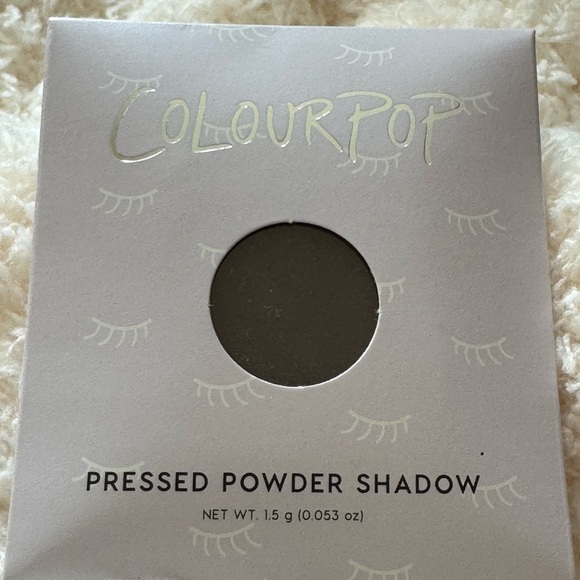 COLOURPOP
PRESSED POWDER SHADOW
NET WT. 1.5 g (0.053 oz)